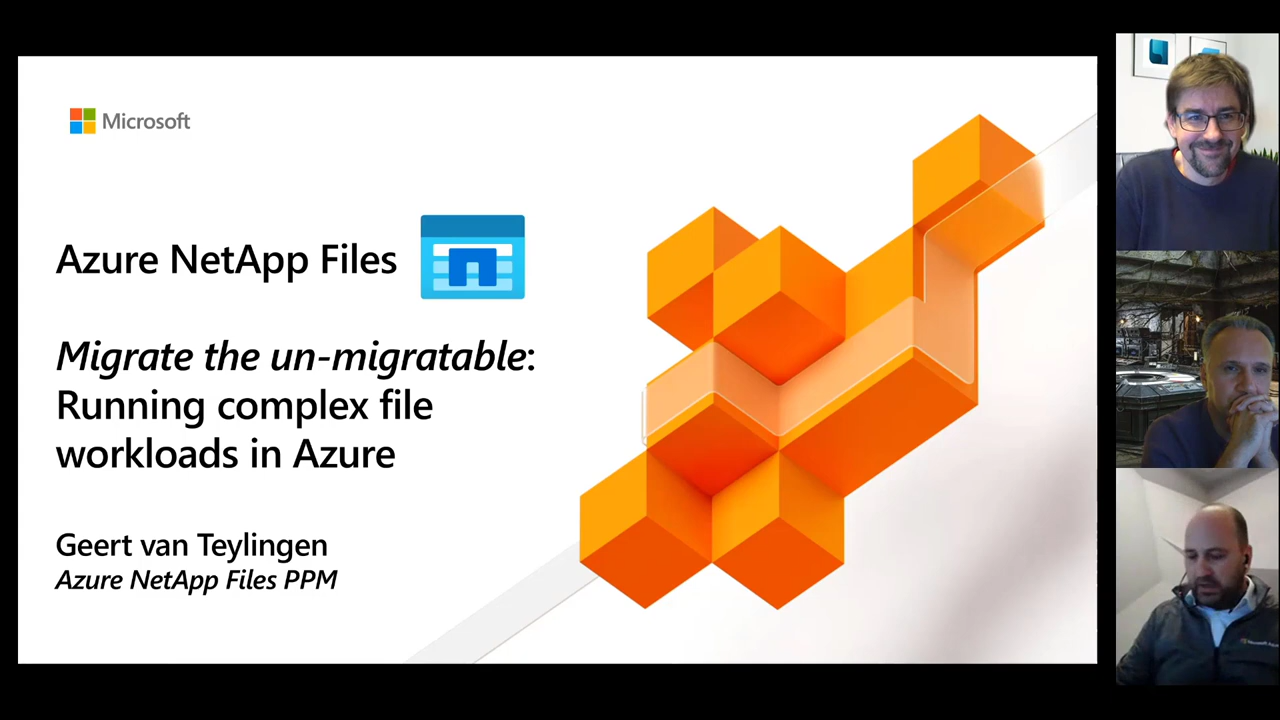 Microsoft
Azure NetApp Files
Migrate the un-migratable:
Running complex file
workloads in Azure
Geert van Teylingen
Azure NetApp Files PPM